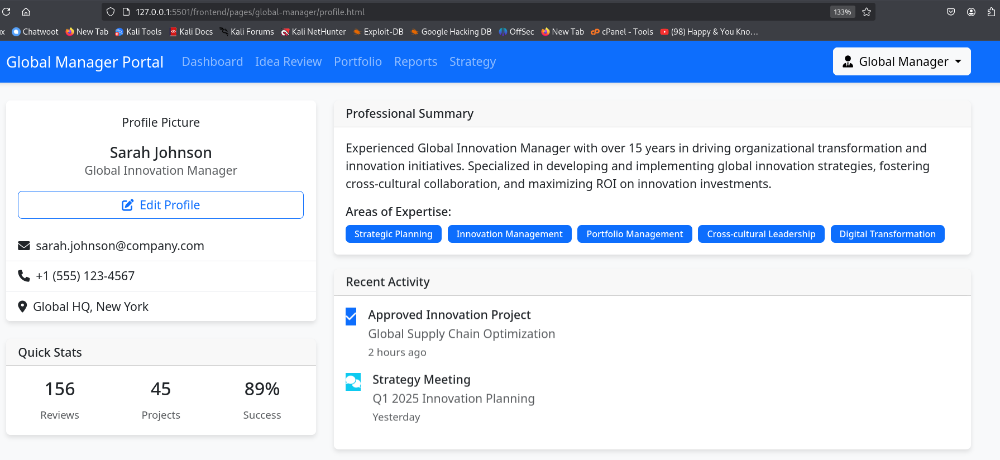 127.0.0.1:5501/frontend/pages/global-manager/profile.html
133%
x
Chatwoot
New Tab
Kali Tools
Kali Docs
Kali Forums
Kali NetHunter
Exploit-DB
Google Hacking DB
OffSec
New Tab
cPanel - Tools
(98) Happy & You Kno…
Global Manager Portal
Dashboard
Idea Review
Portfolio
Reports
Strategy
Global Manager
Profile Picture
Sarah Johnson
Global Innovation Manager
Edit Profile
sarah.johnson@company.com
+1 (555) 123-4567
Global HQ, New York
Quick Stats
156
45
89%
Reviews
Projects
Success
Professional Summary
Experienced Global Innovation Manager with over 15 years in driving organizational transformation and
innovation initiatives. Specialized in developing and implementing global innovation strategies, fostering
cross-cultural collaboration, and maximizing ROI on innovation investments.
Areas of Expertise:
Strategic Planning
Innovation Management
Portfolio Management
Cross-cultural Leadership
Digital Transformation
Recent Activity
Approved Innovation Project
Global Supply Chain Optimization
2 hours ago
Strategy Meeting
Q1 2025 Innovation Planning
Yesterday